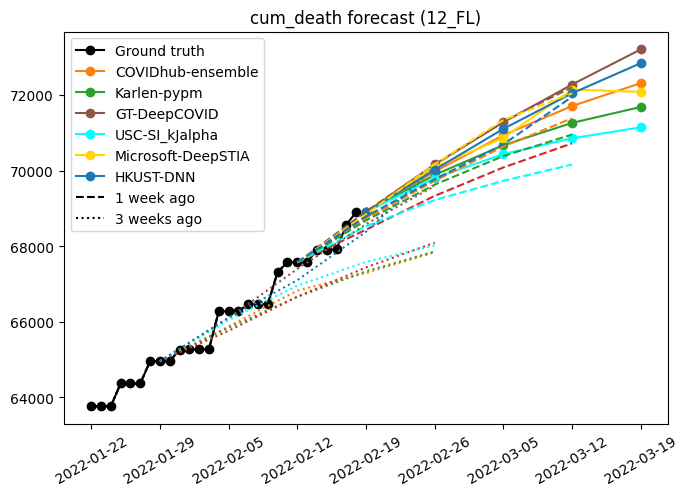 cum_death forecast (12_FL)
Ground truth
COVIDhub-ensemble
Karlen-pypm
GT-DeepCOVID
USC-SI_kJalpha
Microsoft-DeepSTIA
HKUST-DNN
1 week ago
3 weeks ago
72000
70000
68000
66000
64000
2022-01-22
2022-01-29
2022-02-05
2022-02-12
2022-02-19
2022-02-26
2022-03-05
2022-03-12
2022-03-19